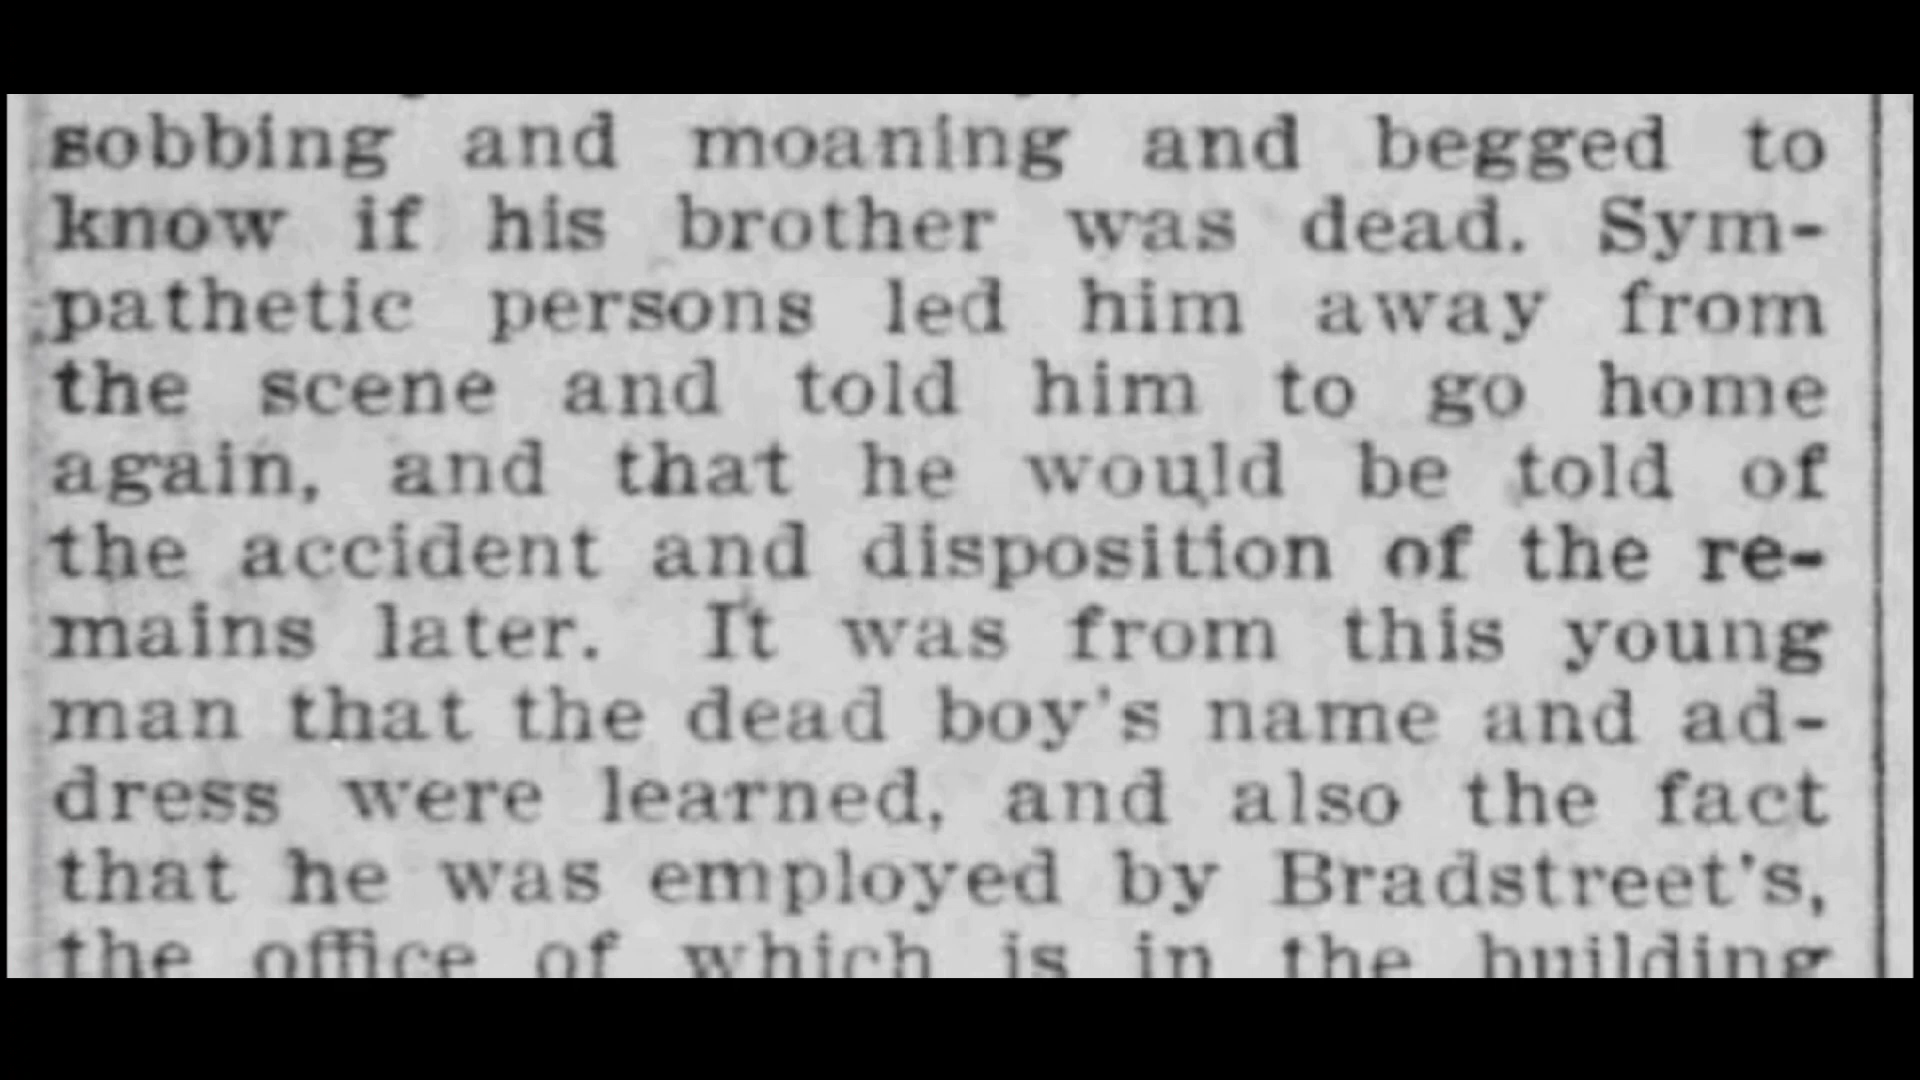 sobbing and moaning and begged to
know if his brother was dead. Sym-
pathetic persons led him away from
the scene and told him to go home
again, and that he would be told of
the accident and disposition of the re-
mains later. It was from this young
man that the dead boy's name and ad-
dress were learned, and also the fact
that he was employed by Bradstreet's,
the office of which is in the building